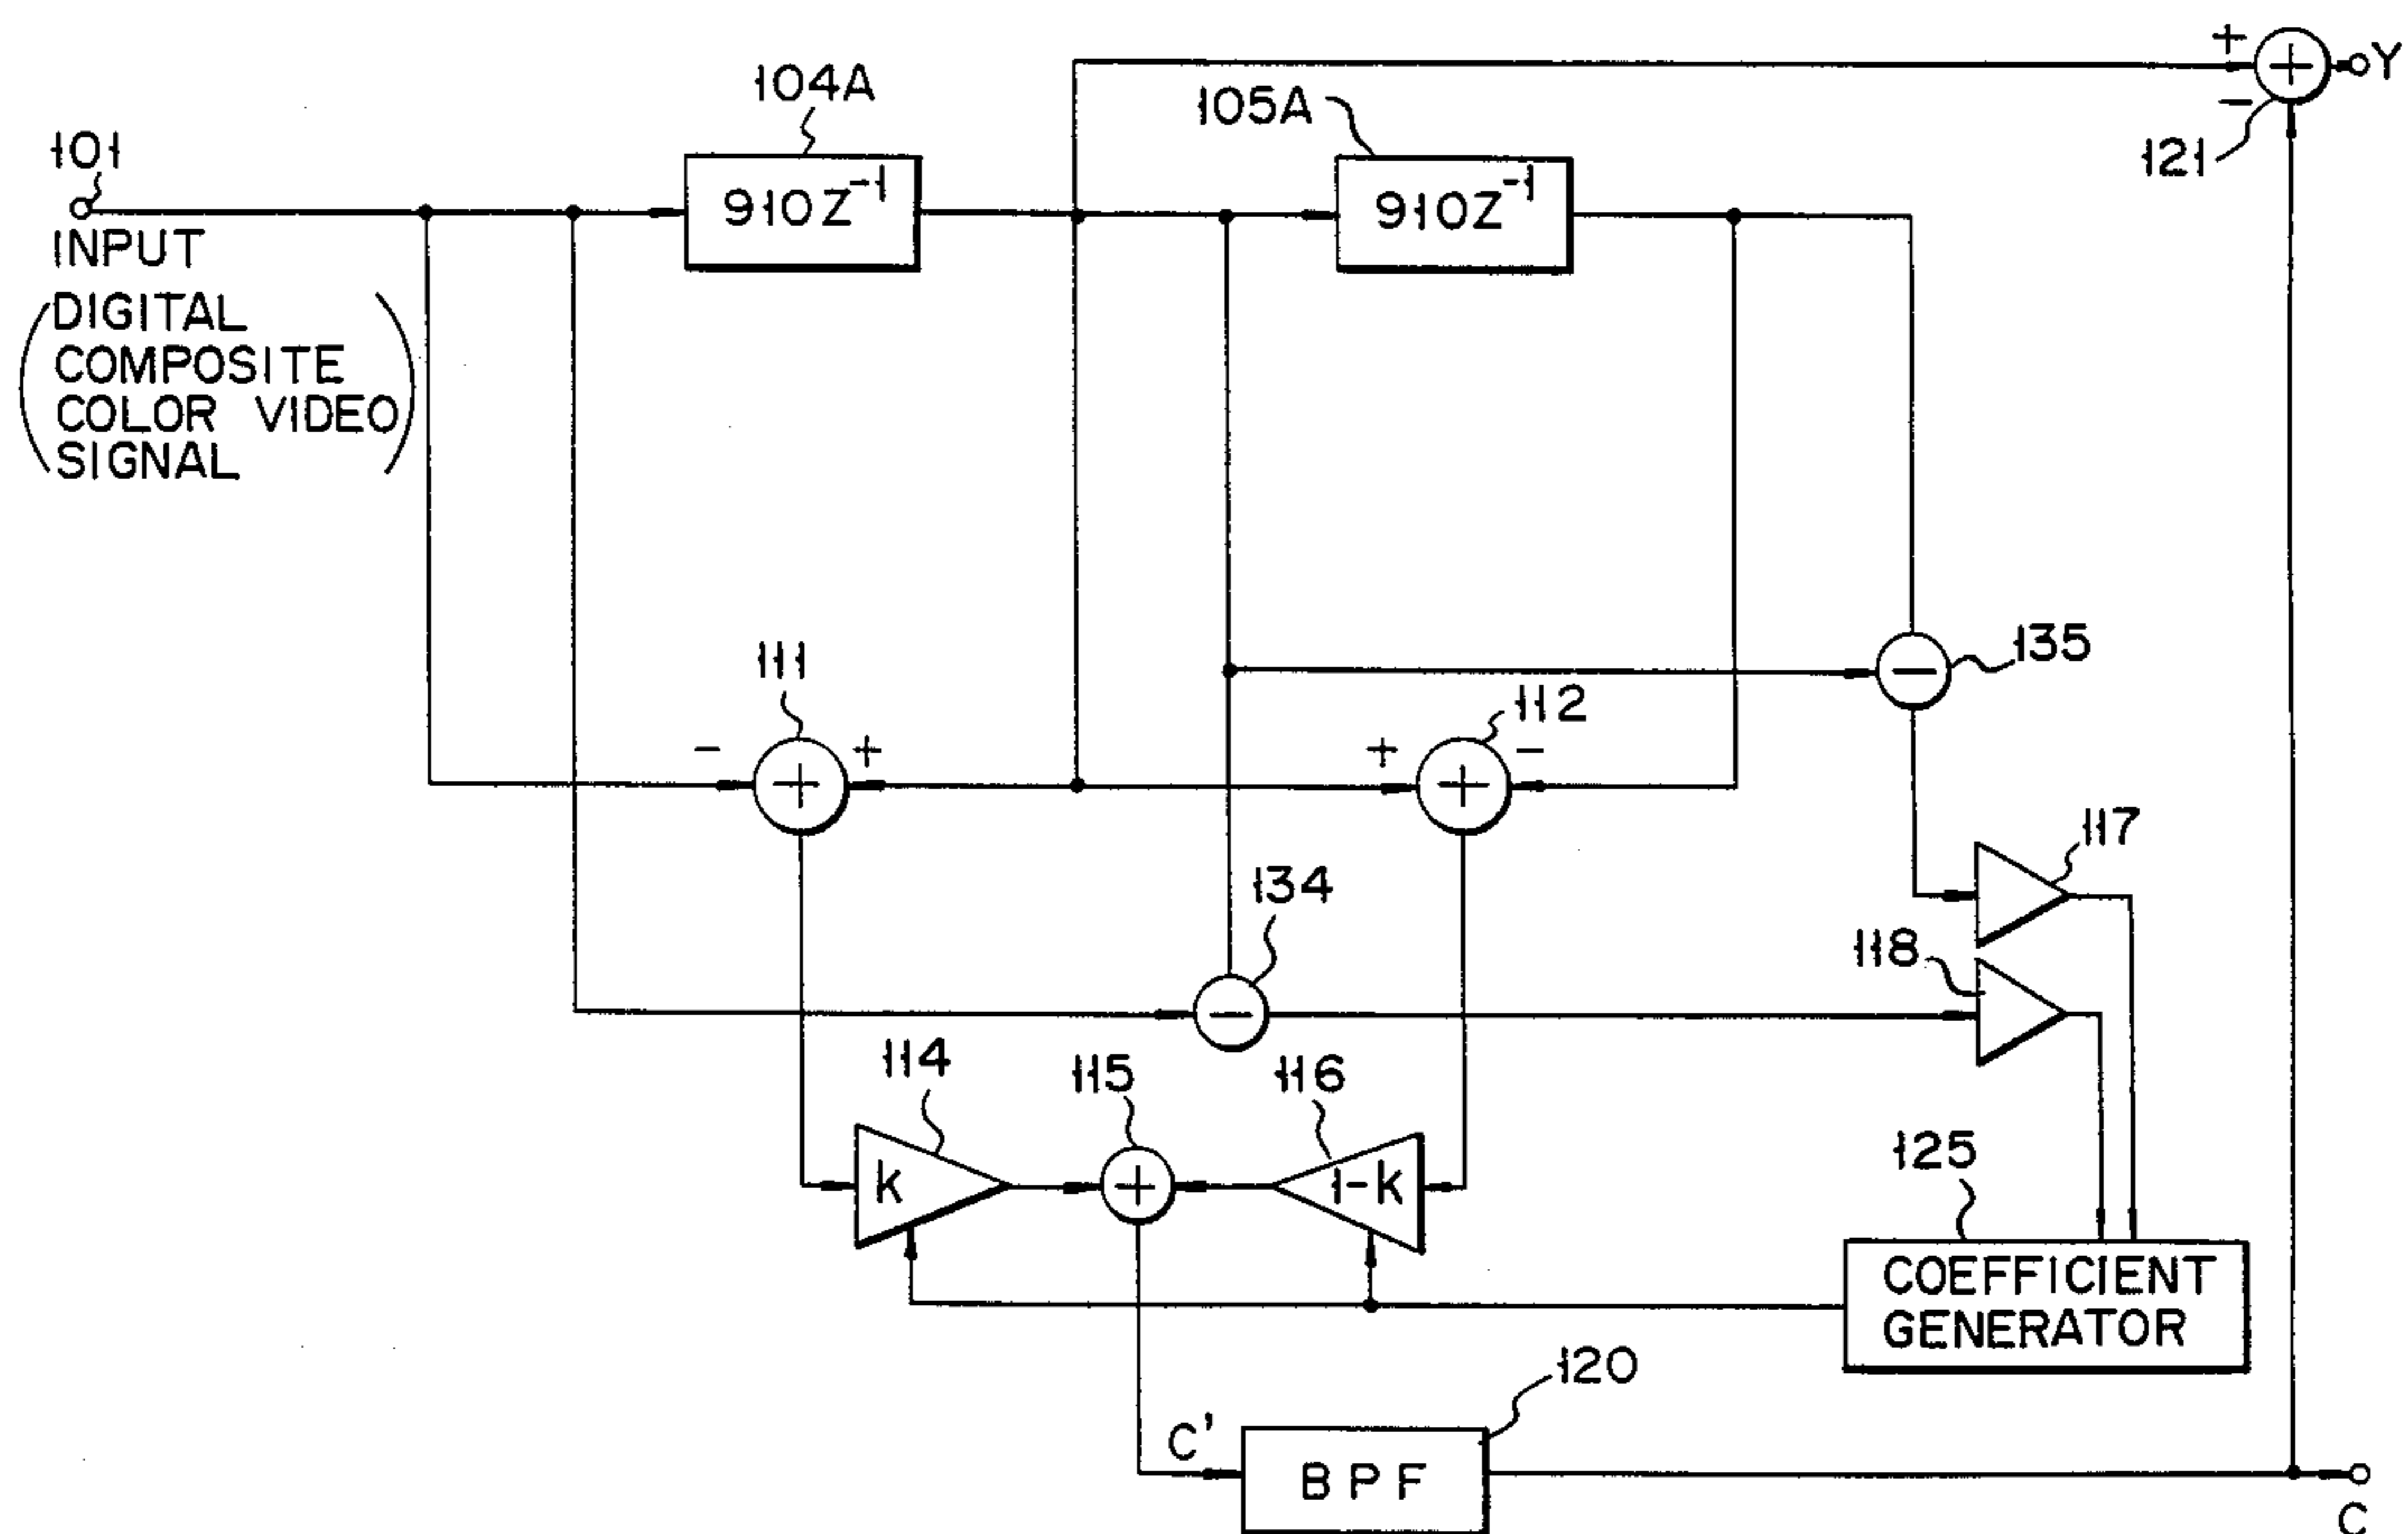 +
Y
104A
105A
-
101
121
910Z⁻¹
910Z⁻¹
INPUT
(DIGITAL
COMPOSITE
COLOR VIDEO
SIGNAL)
135
111
112
-
+
+
-
+
+
-
117
134
118
-
114
115
116
125
k
+
1-k
COEFFICIENT
GENERATOR
120
C'
BPF
C